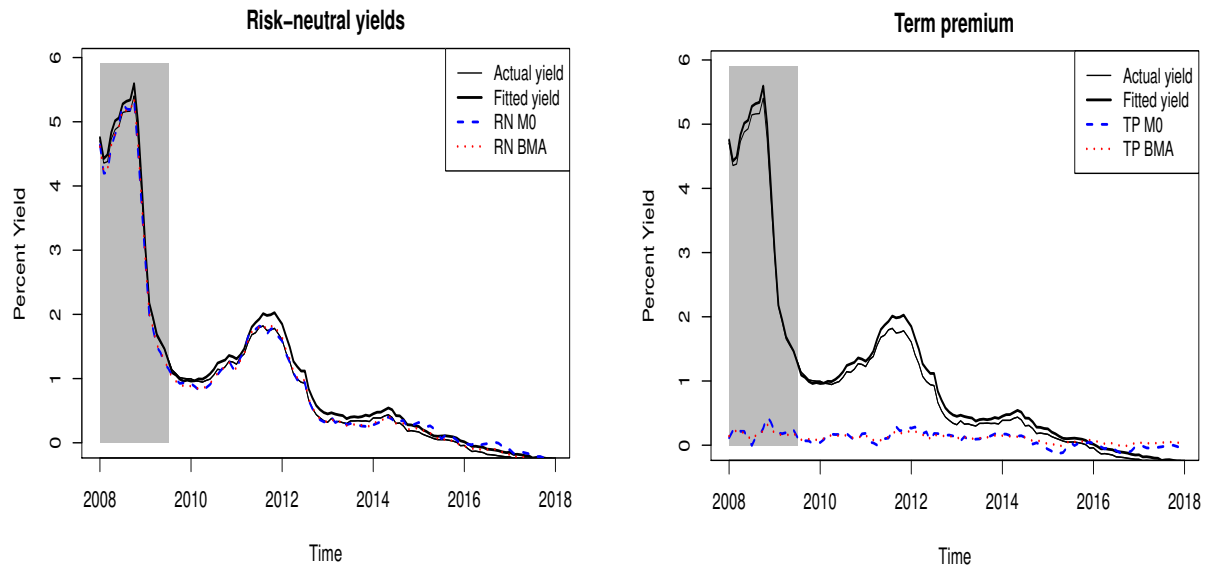 Risk−neutral yields
Percent Yield
6
5
4
3
2
1
0
Actual yield
Fitted yield
RN M0
RN BMA
2008 2010 2012 2014 2016 2018
Time
Term premium
Percent Yield
6
5
4
3
2
1
0
Actual yield
Fitted yield
TP M0
TP BMA
2008 2010 2012 2014 2016 2018
Time